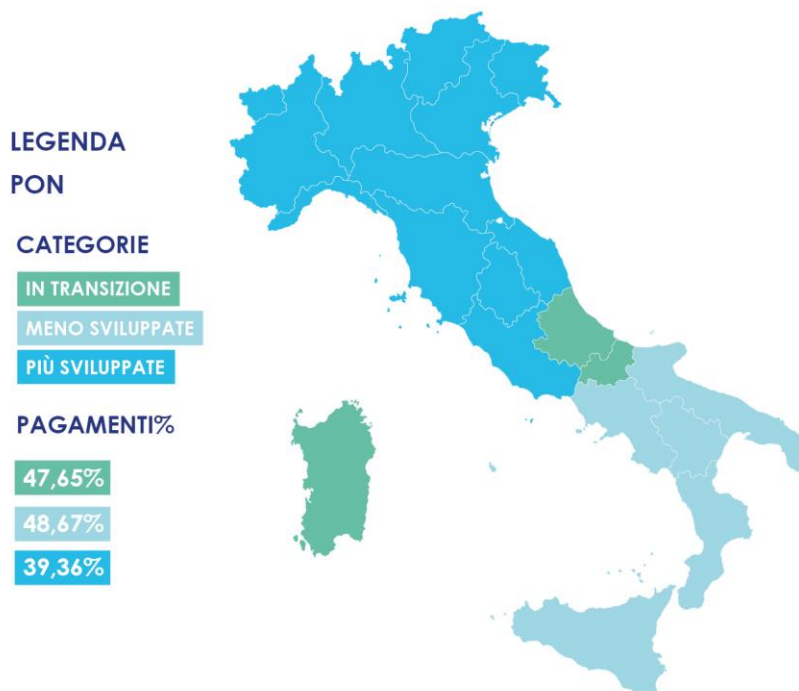 LEGENDA
PON
CATEGORIE
IN TRANSIZIONE
MENO SVILUPPATE
PIÙ SVILUPPATE
PAGAMENTI%
47,65%
48,67%
39,36%